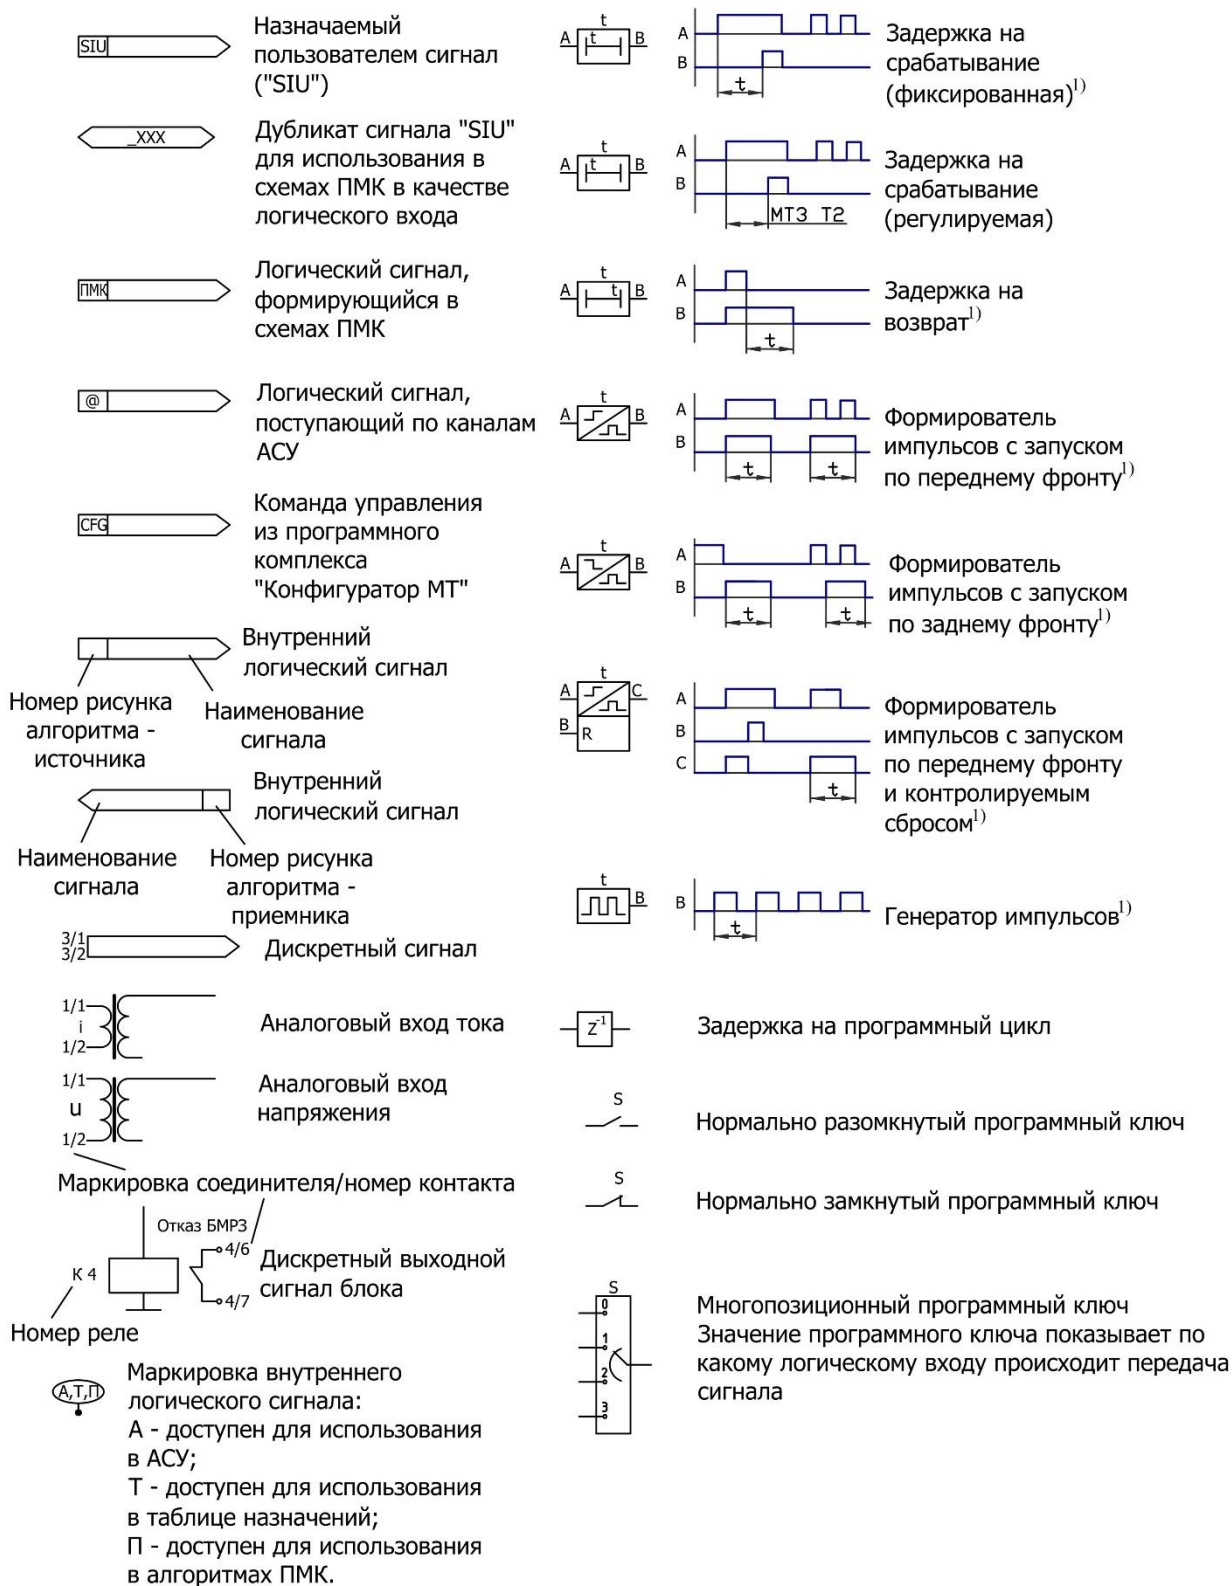 SIU
Назначаемый
пользователем сигнал
("SIU")
_XXX
Дубликат сигнала "SIU"
для использования в
схемах ПМК в качестве
логического входа
ПМК
Логический сигнал,
формирующийся в
схемах ПМК
@
Логический сигнал,
поступающий по каналам
АСУ
CFG
Команда управления
из программного
комплекса
"Конфигуратор МТ"
Внутренний
логический сигнал
Номер рисунка
алгоритма -
источника
Наименование
сигнала
Внутренний
логический сигнал
Наименование
сигнала
Номер рисунка
алгоритма -
приемника
3/1
3/2
Дискретный сигнал
1/1
i
1/2
Аналоговый вход тока
1/1
u
1/2
Аналоговый вход
напряжения
Маркировка соединителя/номер контакта
Отказ БМРЗ
К 4
4/6
4/7
Дискретный выходной
сигнал блока
Номер реле
А,Т,П
Маркировка внутреннего
логического сигнала:
А - доступен для использования
в АСУ;
Т - доступен для использования
в таблице назначений;
П - доступен для использования
в алгоритмах ПМК.
t
A t B
A
B
t
Задержка на
срабатывание
(фиксированная)1)
t
A t B
A
B
МТЗ Т2
Задержка на
срабатывание
(регулируемая)
t
A t B
A
B
t
Задержка на
возврат1)
t
A B
A
B
t t
Формирователь
импульсов с запуском
по переднему фронту1)
t
A B
A
B
t t
Формирователь
импульсов с запуском
по заднему фронту1)
t
A C
B R
A
B
C
t
Формирователь
импульсов с запуском
по переднему фронту
и контролируемым
сбросом1)
t
B
B
t
Генератор импульсов1)
Z-1
Задержка на программный цикл
S
Нормально разомкнутый программный ключ
S
Нормально замкнутый программный ключ
S
0
1
2
3
Многопозиционный программный ключ
Значение программного ключа показывает по
какому логическому входу происходит передача
сигнала